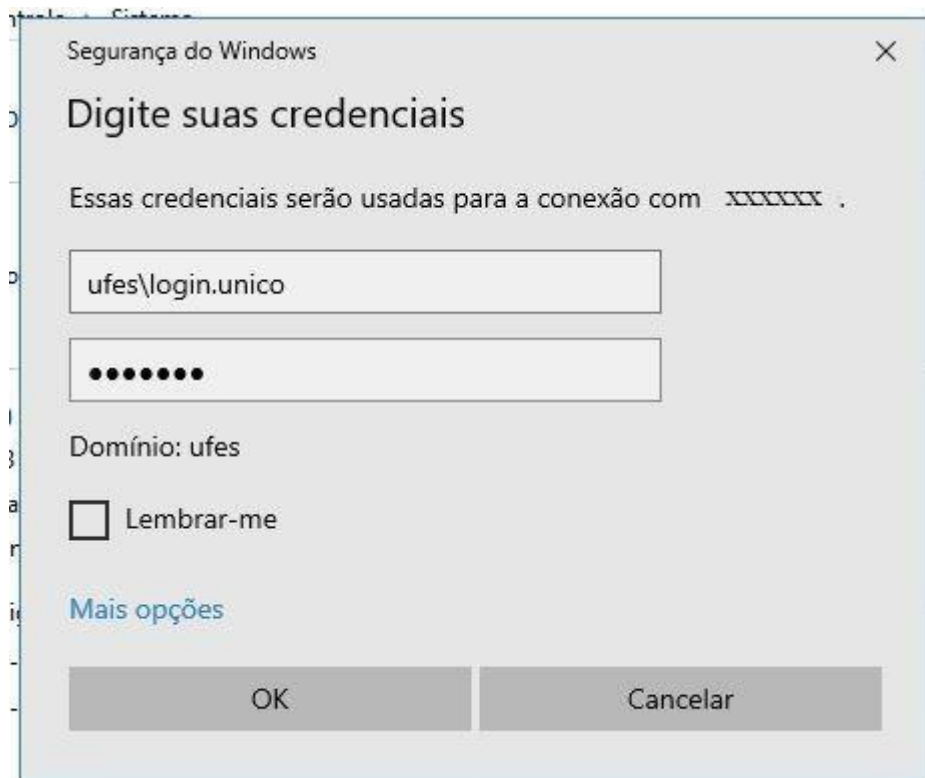 Sistema
Segurança do Windows
Digite suas credenciais
Essas credenciais serão usadas para a conexão com xxxxxx .
ufes\login.unico
•••••••
Domínio: ufes
Lembrar-me
Mais opções
OK
Cancelar